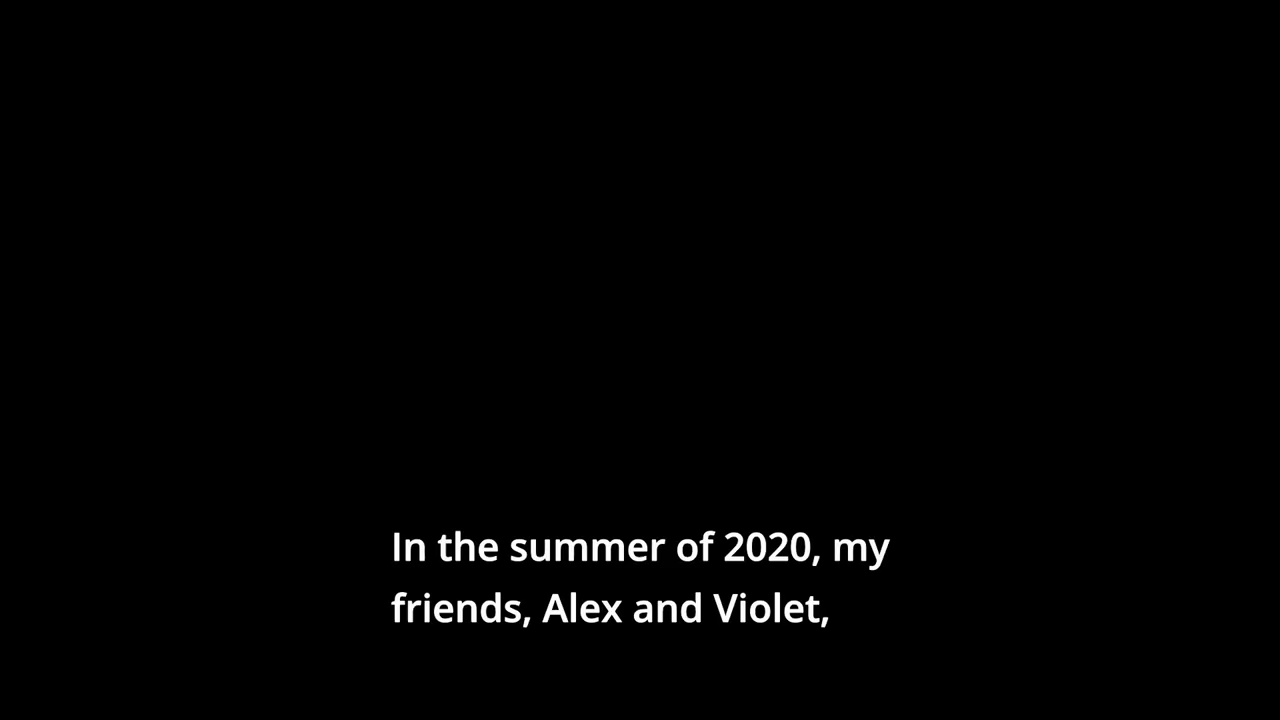 In the summer of 2020, my
friends, Alex and Violet,